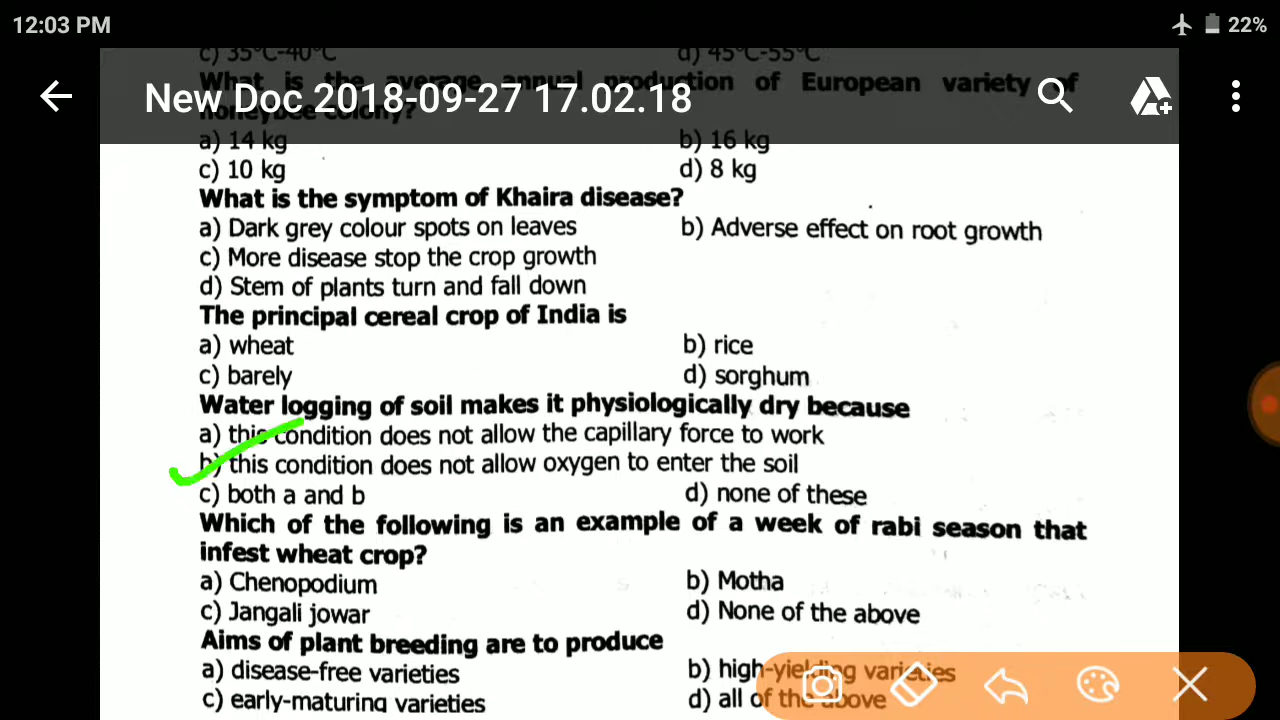 12:03 PM 22%
c) 35°C-40°C d) 45°C-55°C
What is the average annual production of European variety of
New Doc 2018-09-27 17.02.18
honeybee colony?
a) 14 kg b) 16 kg
c) 10 kg d) 8 kg
What is the symptom of Khaira disease?
a) Dark grey colour spots on leaves b) Adverse effect on root growth
c) More disease stop the crop growth
d) Stem of plants turn and fall down
The principal cereal crop of India is
a) wheat b) rice
c) barely d) sorghum
Water logging of soil makes it physiologically dry because
a) this condition does not allow the capillary force to work
b) this condition does not allow oxygen to enter the soil
c) both a and b d) none of these
Which of the following is an example of a week of rabi season that
infest wheat crop?
a) Chenopodium b) Motha
c) Jangali jowar d) None of the above
Aims of plant breeding are to produce
a) disease-free varieties b) high-yielding varieties
c) early-maturing varieties d) all of the above